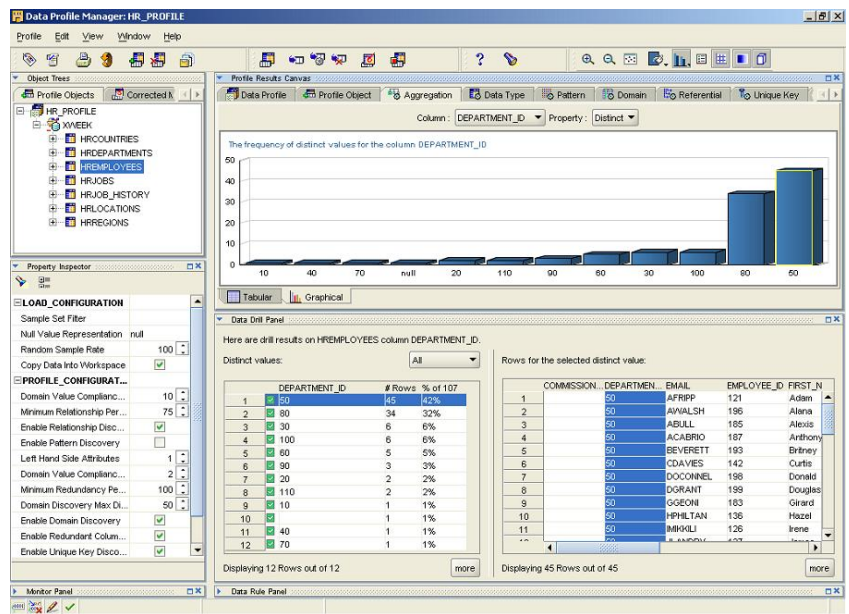 Data Profile Manager: HR_PROFILE
Profile Edit View Window Help
Object Trees
Profile Objects Corrected M
HR_PROFILE
XWEEK
HRCOUNTRIES
HRDEPARTMENTS
HREMPLOYEES
HRJOBS
HRJOB_HISTORY
HRLOCATIONS
HRREGIONS
Property Inspector
LOAD_CONFIGURATION
Sample Set Filter
Null Value Representation null
Random Sample Rate 100
Copy Data Into Workspace
PROFILE_CONFIGURAT...
Domain Value Complianc... 10
Minimum Relationship Per... 75
Enable Relationship Disc...
Enable Pattern Discovery
Left Hand Side Attributes 1
Domain Value Complianc... 2
Minimum Redundancy Pe... 100
Domain Discovery Max Di... 50
Enable Domain Discovery
Enable Redundant Colum...
Enable Unique Key Disco...
Monitor Panel
Profile Results Canvas
Data Profile Profile Object Aggregation Data Type Pattern Domain Referential Unique Key
Column : DEPARTMENT_ID Property : Distinct
The frequency of distinct values for the column DEPARTMENT_ID
50
40
30
20
10
0
10 40 70 null 20 110 90 60 30 100 80 50
Tabular Graphical
Data Drill Panel
Here are drill results on HREMPLOYEES column DEPARTMENT_ID.
Distinct values: All
DEPARTMENT_ID # Rows % of 107
1 50 45 42%
2 80 34 32%
3 30 6 6%
4 100 6 6%
5 60 5 5%
6 90 3 3%
7 20 2 2%
8 110 2 2%
9 10 1 1%
10 1 1%
11 40 1 1%
12 70 1 1%
Displaying 12 Rows out of 12 more
Rows for the selected distinct value:
COMMISSION... DEPARTMEN... EMAIL EMPLOYEE_ID FIRST_N
1 50 AFRIPP 121 Adam
2 50 AWALSH 196 Alana
3 50 ABULL 185 Alexis
4 50 ACABRIO 187 Anthony
5 50 BEVERETT 193 Britney
6 50 CDAVIES 142 Curtis
7 50 DOCONNEL 198 Donald
8 50 DGRANT 199 Douglas
9 50 GGEONI 183 Girard
10 50 HPHILTAN 136 Hazel
11 50 IMIKKILI 126 Irene
Displaying 45 Rows out of 45 more
Data Rule Panel